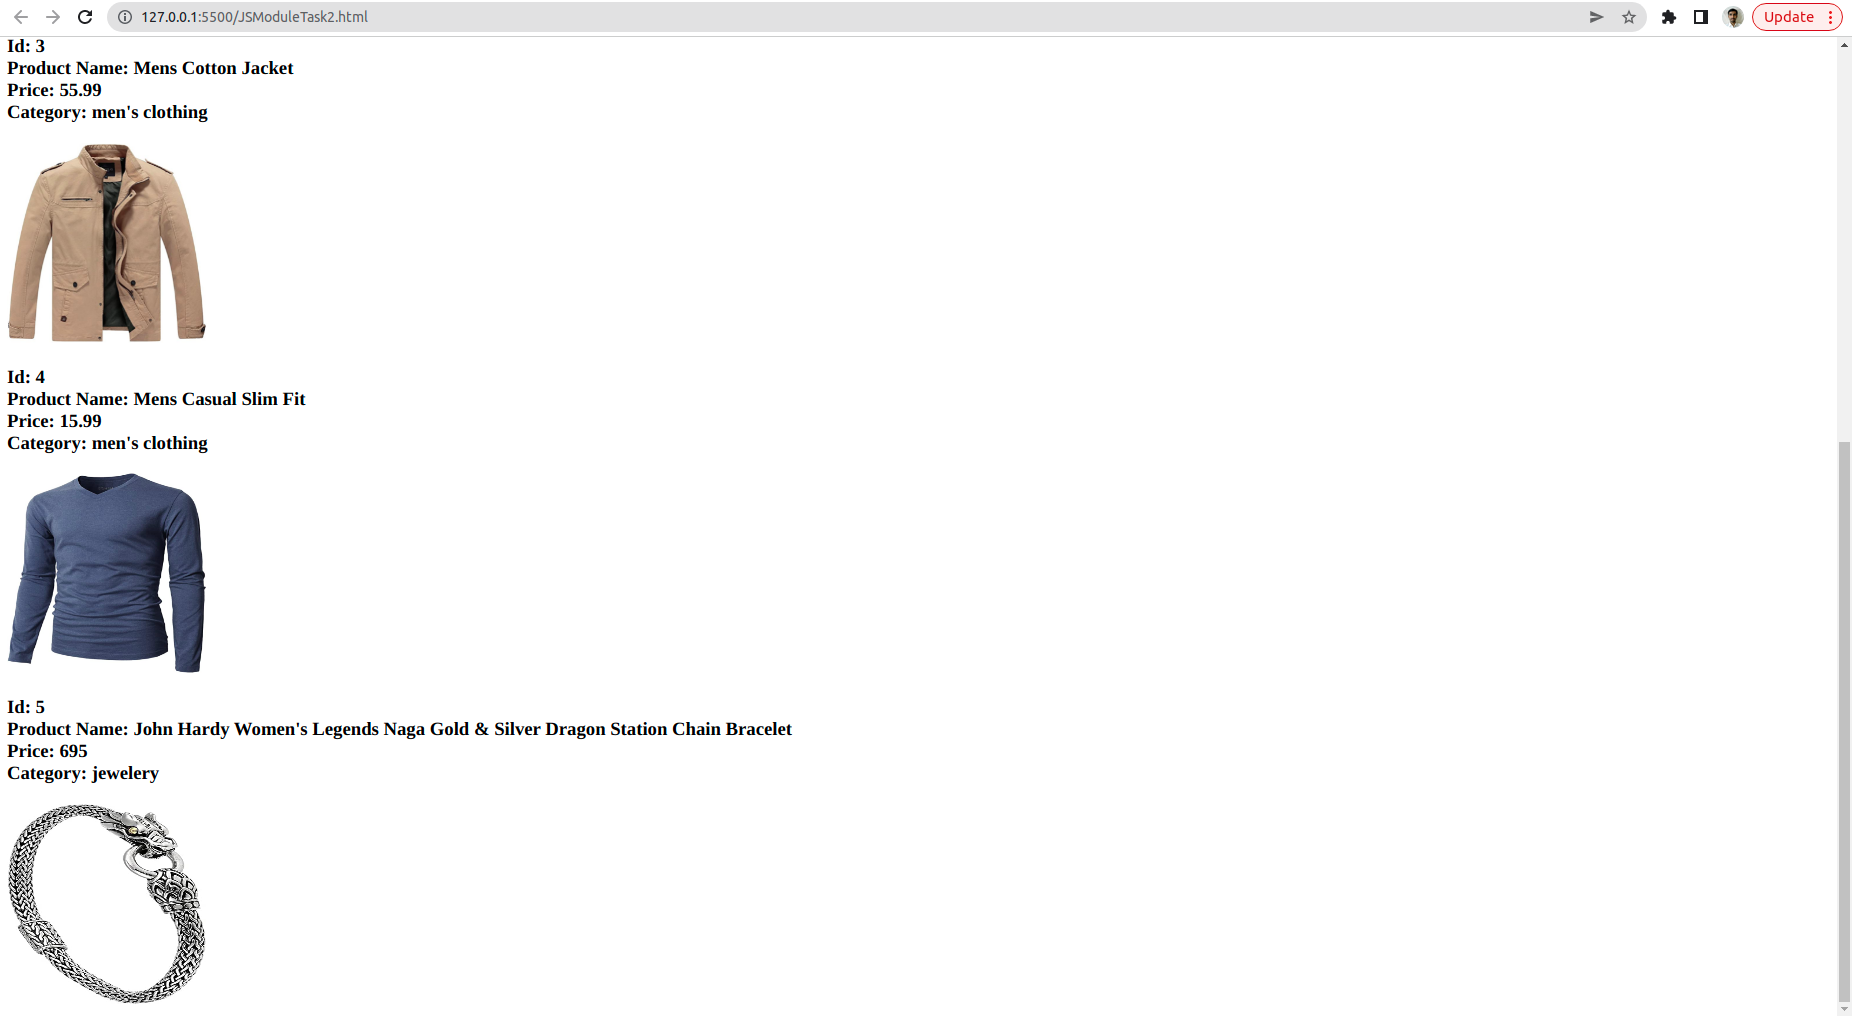 127.0.0.1:5500/JSModuleTask2.html
Update
Id: 3
Product Name: Mens Cotton Jacket
Price: 55.99
Category: men's clothing
Id: 4
Product Name: Mens Casual Slim Fit
Price: 15.99
Category: men's clothing
Id: 5
Product Name: John Hardy Women's Legends Naga Gold & Silver Dragon Station Chain Bracelet
Price: 695
Category: jewelery